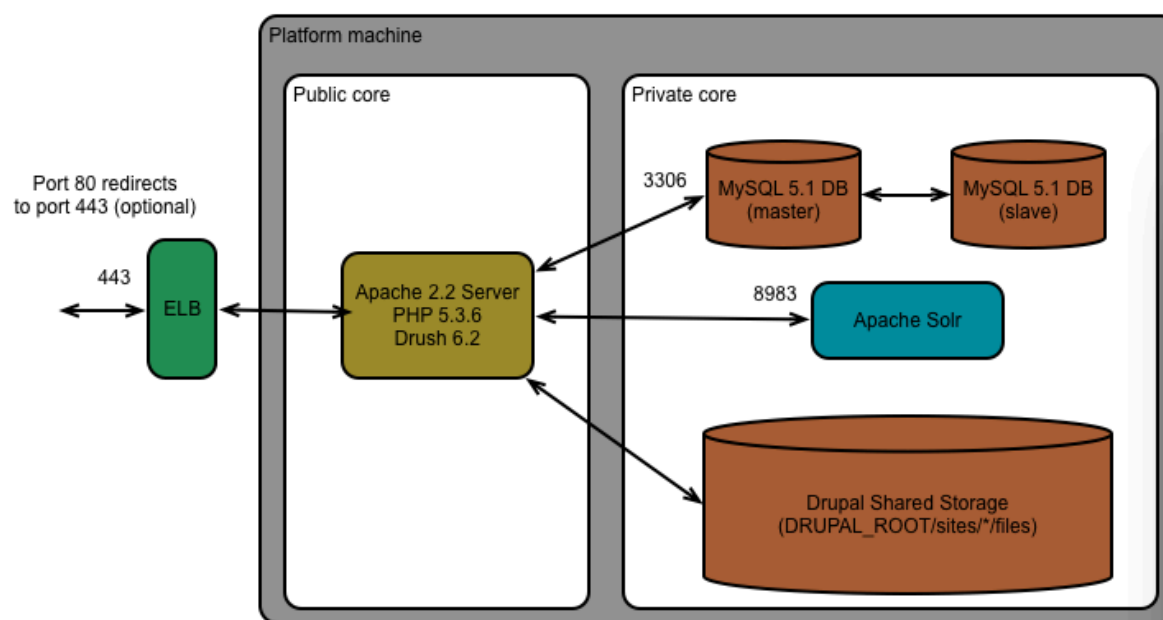 Platform machine
Public core
Private core
Port 80 redirects
to port 443 (optional)
443
ELB
Apache 2.2 Server
PHP 5.3.6
Drush 6.2
3306
MySQL 5.1 DB
(master)
MySQL 5.1 DB
(slave)
8983
Apache Solr
Drupal Shared Storage
(DRUPAL_ROOT/sites/*/files)